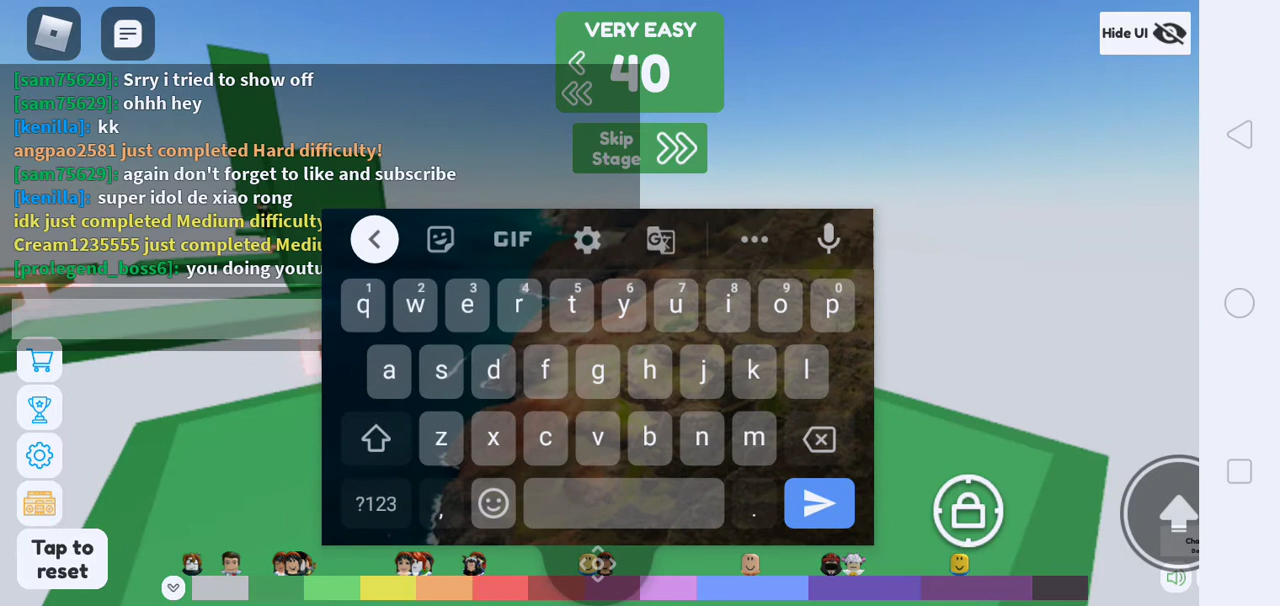 VERY EASY
40
Hide UI
Skip
Stage
[sam75629]: Srry i tried to show off
[sam75629]: ohhh hey
[kenilla]: kk
angpao2581 just completed Hard difficulty!
[sam75629]: again don't forget to like and subscribe
[kenilla]: super idol de xiao rong
idk just completed Medium difficulty
Cream1235555 just completed
[prolegend_boss6]: you doing
GIF
1 2 3 4 5 6 7 8 9 0
q w e r t y u i o p
a s d f g h j k l
z x c v b n m
?123 , .
Tap to
reset